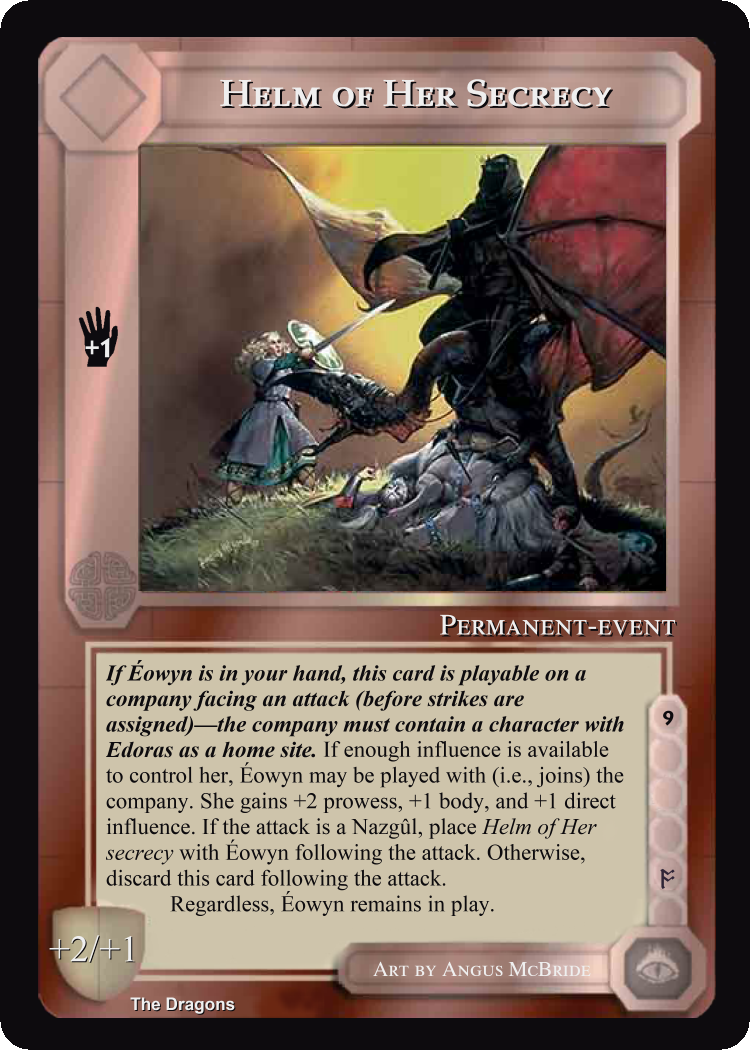 Helm of Her Secrecy
+1
Permanent-event
If Éowyn is in your hand, this card is playable on a
company facing an attack (before strikes are
assigned)—the company must contain a character with
Edoras as a home site. If enough influence is available
to control her, Éowyn may be played with (i.e., joins) the
company. She gains +2 prowess, +1 body, and +1 direct
influence. If the attack is a Nazgûl, place Helm of Her
secrecy with Éowyn following the attack. Otherwise,
discard this card following the attack.
Regardless, Éowyn remains in play.
9
ᚩ
+2/+1
Art by Angus McBride
The Dragons